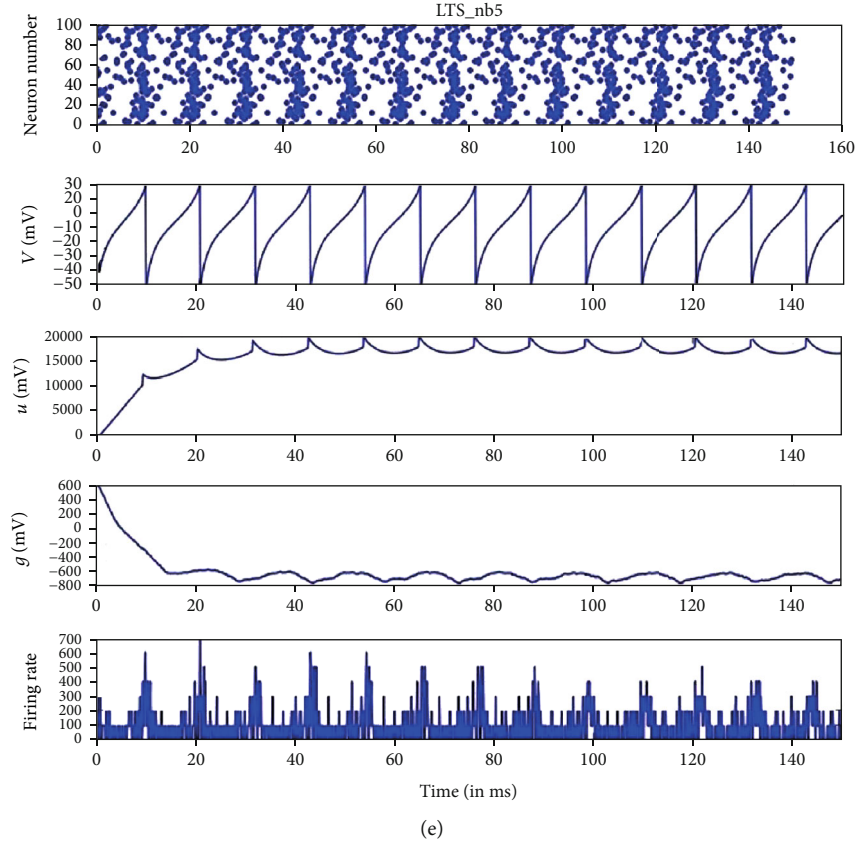 LTS_nb5
Neuron number
100
80
60
40
20
0
0 20 40 60 80 100 120 140 160
V (mV)
30
20
10
0
−10
−20
−30
−40
−50
0 20 40 60 80 100 120 140
u (mV)
20000
15000
10000
5000
0
0 20 40 60 80 100 120 140
g (mV)
600
400
200
0
−200
−400
−600
−800
0 20 40 60 80 100 120 140
Firing rate
700
600
500
400
300
200
100
0
0 20 40 60 80 100 120 140
Time (in ms)
(e)